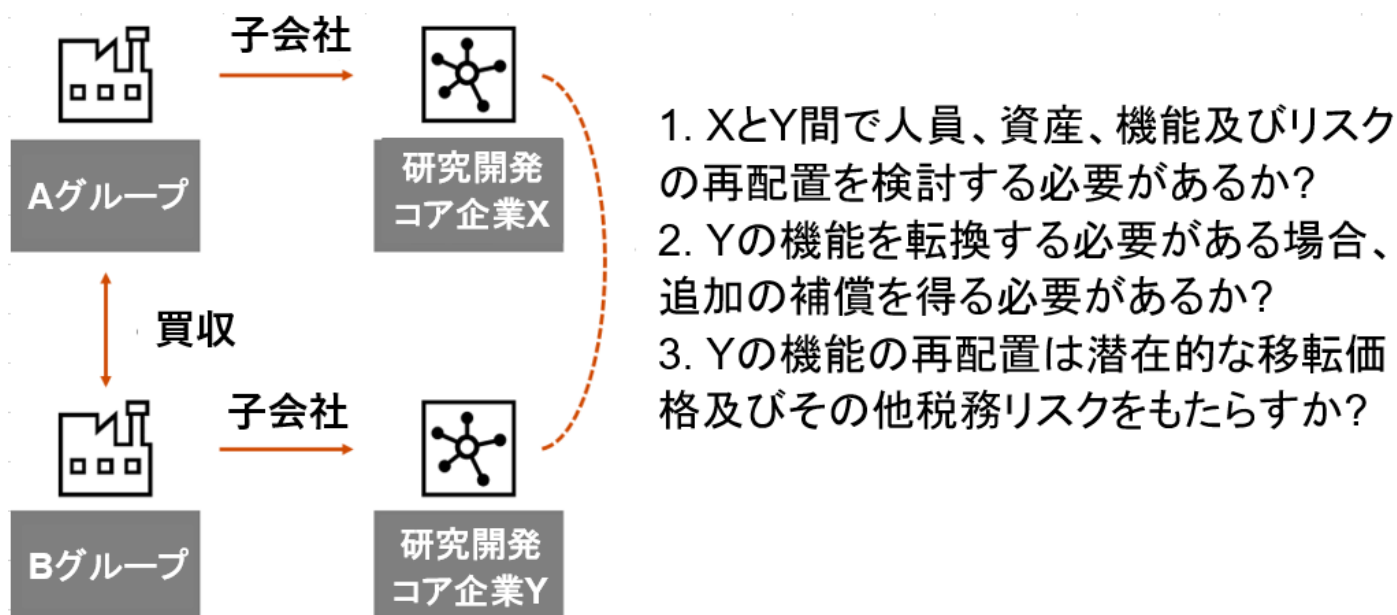 子会社
Aグループ
研究開発
コア企業X
買収
子会社
Bグループ
研究開発
コア企業Y
1. XとY間で人員、資産、機能及びリスク
の再配置を検討する必要があるか?
2. Yの機能を転換する必要がある場合、
追加の補償を得る必要があるか?
3. Yの機能の再配置は潜在的な移転価
格及びその他税務リスクをもたらすか?